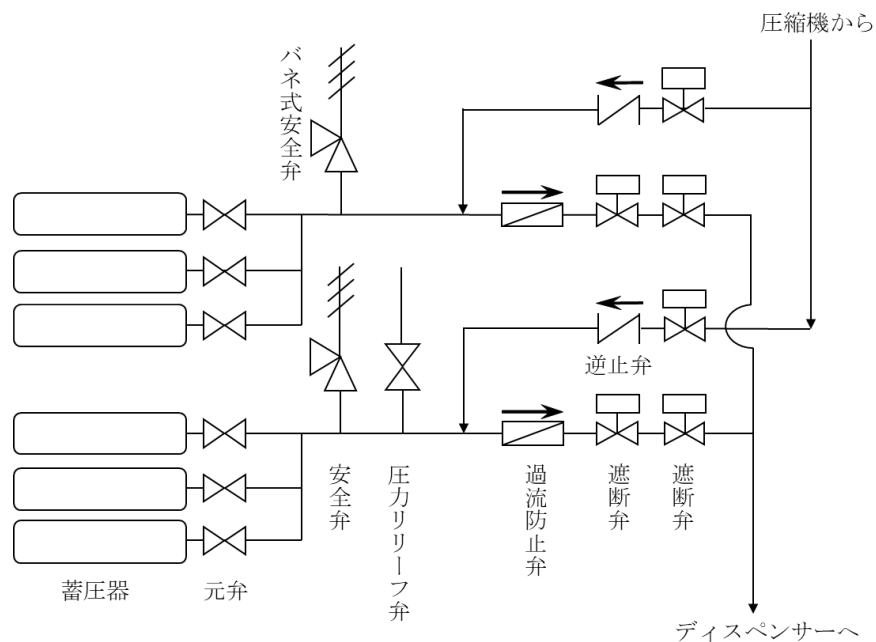 圧縮機から
バネ式安全弁
逆止弁
安全弁
圧力リリーフ弁
過流防止弁
遮断弁
遮断弁
蓄圧器
元弁
ディスペンサーへ